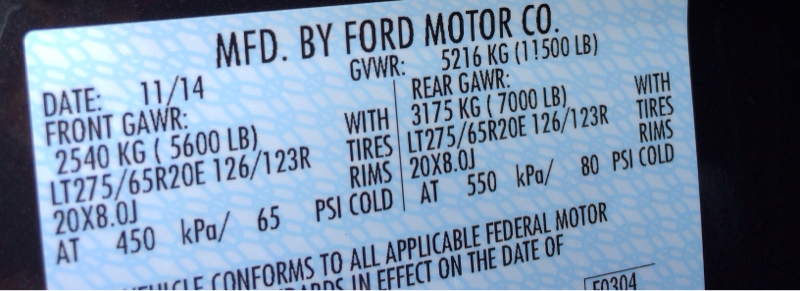 MFD. BY FORD MOTOR CO.
DATE: 11/14
GVWR: 5216 KG (11500 LB)
FRONT GAWR:
2540 KG ( 5600 LB) WITH
LT275/65R20E 126/123R TIRES
20X8.0J RIMS
AT 450 kPa/ 65 PSI COLD
REAR GAWR:
3175 KG ( 7000 LB) WITH
LT275/65R20E 126/123R TIRES
20X8.0J RIMS
AT 550 kPa/ 80 PSI COLD
CONFORMS TO ALL APPLICABLE FEDERAL MOTOR
IN EFFECT ON THE DATE OF
F0304